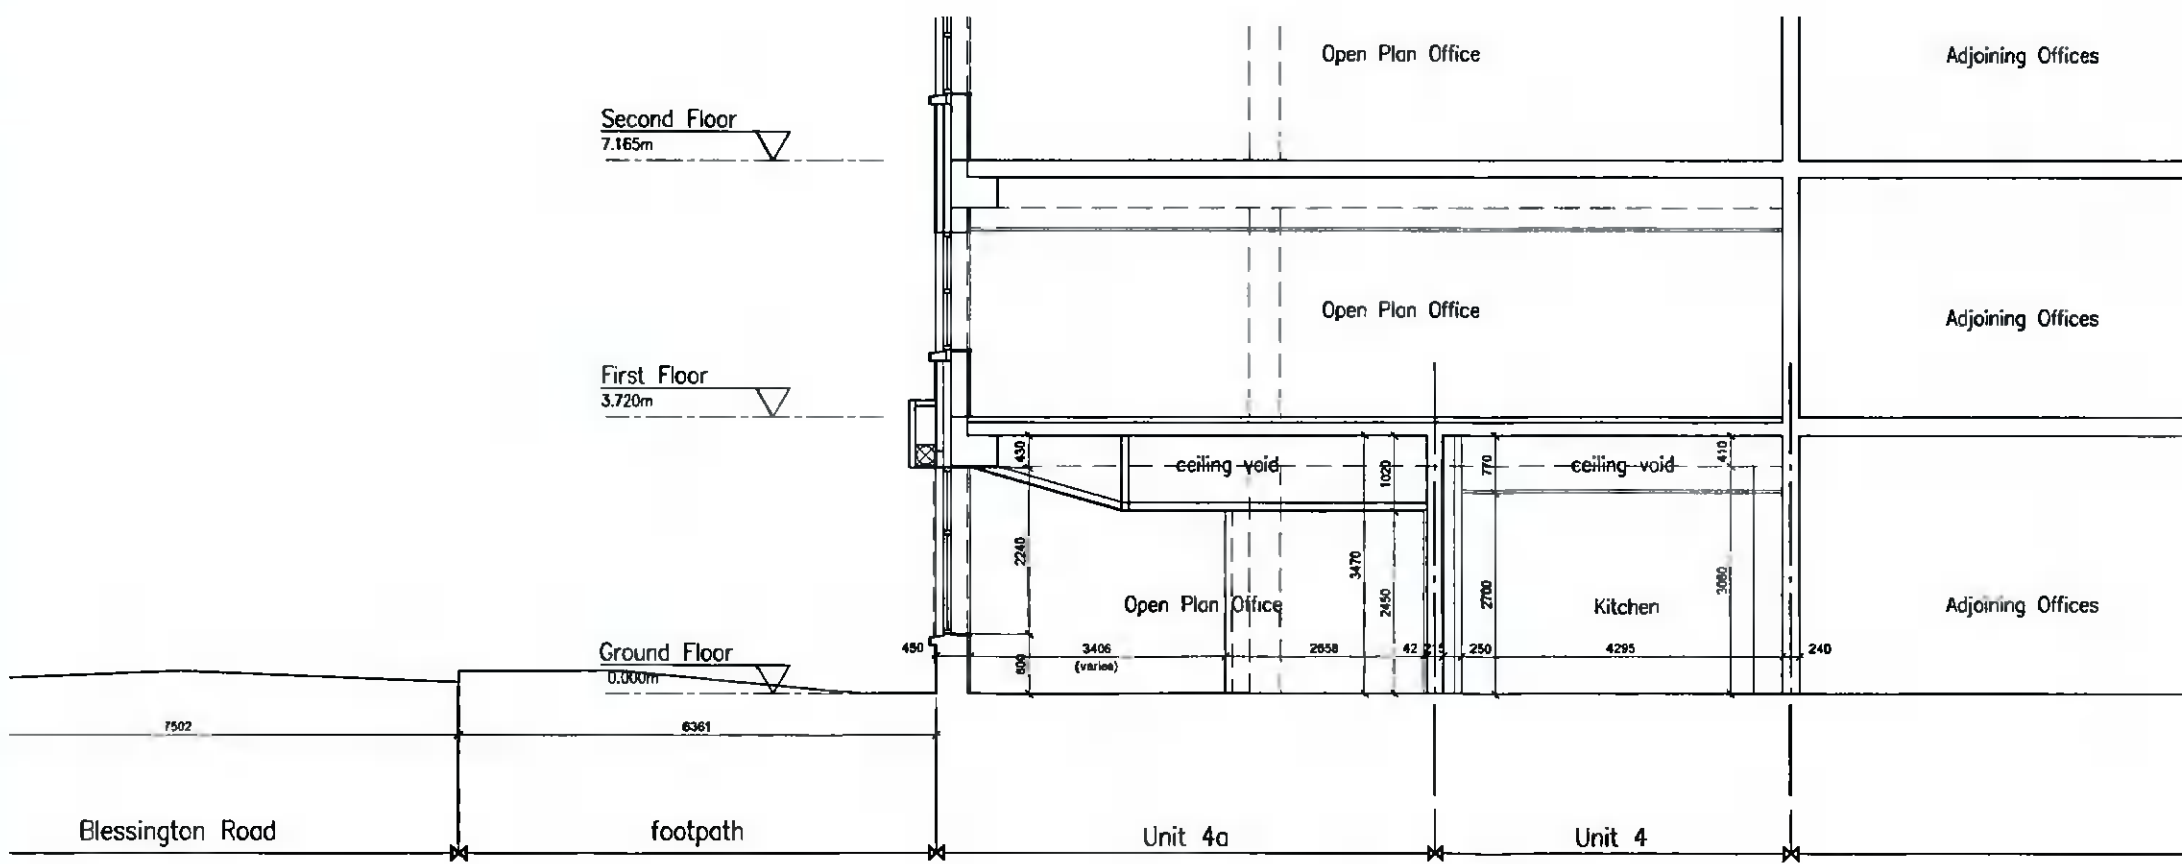 Open Plan Office
Adjoining Offices
Second Floor
7.165m
Open Plan Office
Adjoining Offices
First Floor
3.720m
430
ceiling void
1020
770
ceiling void
410
2240
3470
2450
2700
3060
Open Plan Office
Kitchen
Adjoining Offices
Ground Floor
0.000m
450
600
3406
(varies)
2658
42
250
4295
240
7502
6361
Blessington Road
footpath
Unit 4a
Unit 4